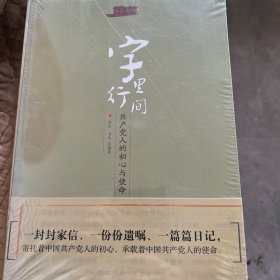 字里行间
共产党人的初心与使命
一封封家信、一份份遗嘱、一篇篇日记，
寄托着中国共产党人的初心，承载着中国共产党人的使命。